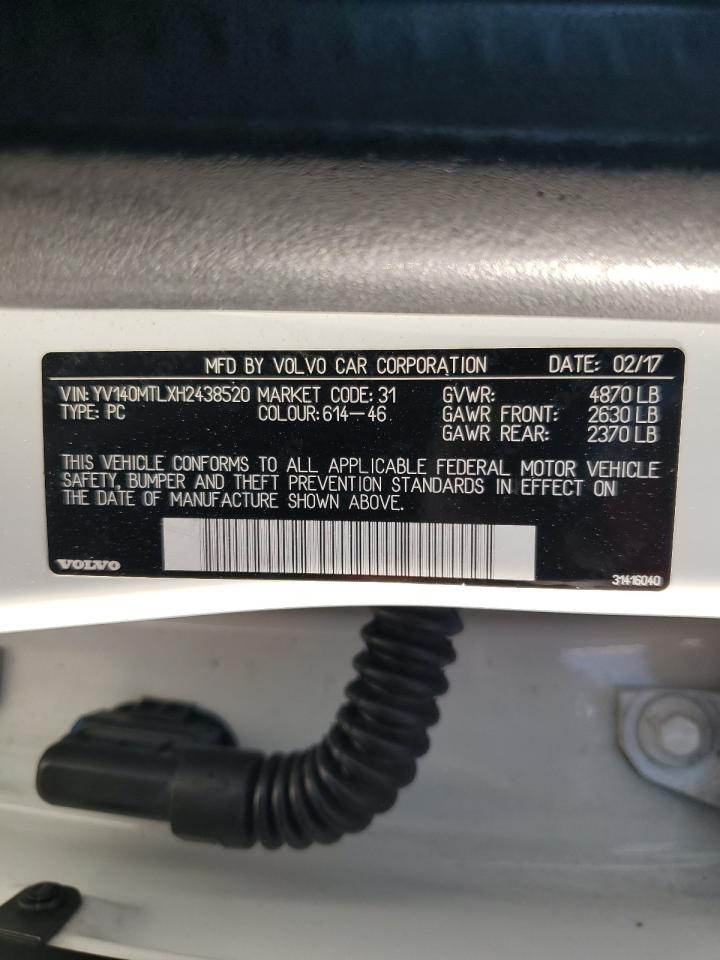 MFD BY VOLVO CAR CORPORATION DATE: 02/17
VIN: YV140MTLXH2438520 MARKET CODE: 31 GVWR: 4870 LB
TYPE: PC COLOUR: 614-46 GAWR FRONT: 2630 LB
GAWR REAR: 2370 LB
THIS VEHICLE CONFORMS TO ALL APPLICABLE FEDERAL MOTOR VEHICLE
SAFETY, BUMPER AND THEFT PREVENTION STANDARDS IN EFFECT ON
THE DATE OF MANUFACTURE SHOWN ABOVE.
VOLVO 31416040